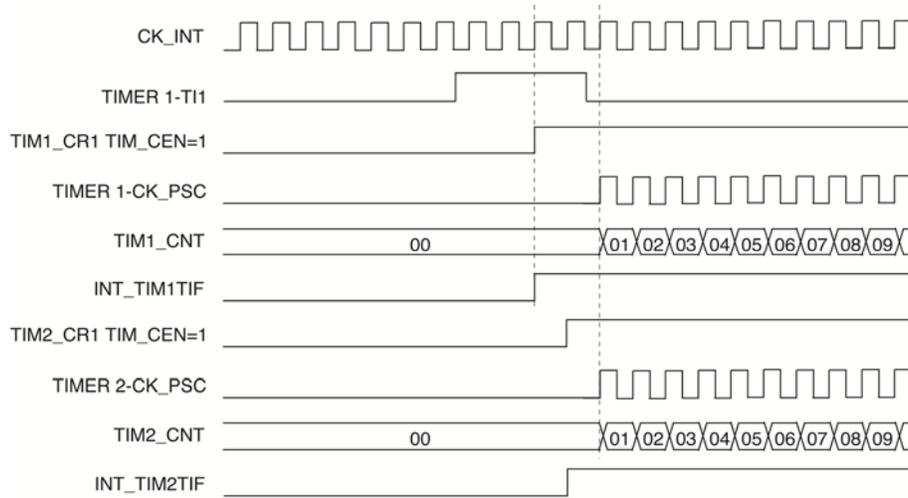 CK_INT
TIMER 1-TI1
TIM1_CR1 TIM_CEN=1
TIMER 1-CK_PSC
TIM1_CNT 00 01 02 03 04 05 06 07 08 09
INT_TIM1TIF
TIM2_CR1 TIM_CEN=1
TIMER 2-CK_PSC
TIM2_CNT 00 01 02 03 04 05 06 07 08 09
INT_TIM2TIF